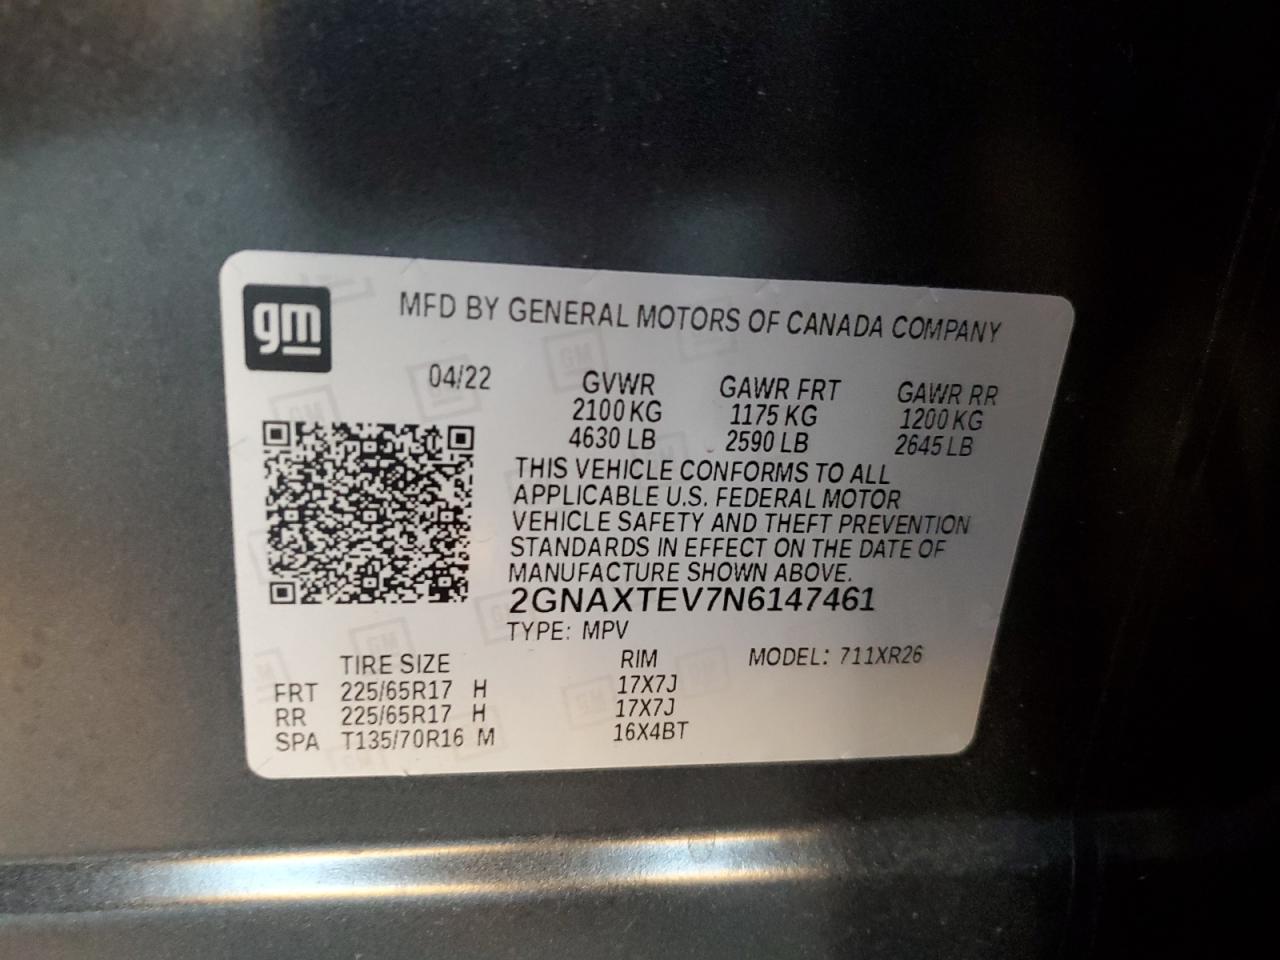 gm
MFD BY GENERAL MOTORS OF CANADA COMPANY
04/22 GVWR GAWR FRT GAWR RR
2100 KG 1175 KG 1200 KG
4630 LB 2590 LB 2645 LB
THIS VEHICLE CONFORMS TO ALL
APPLICABLE U.S. FEDERAL MOTOR
VEHICLE SAFETY AND THEFT PREVENTION
STANDARDS IN EFFECT ON THE DATE OF
MANUFACTURE SHOWN ABOVE.
2GNAXTEV7N6147461
TYPE: MPV
TIRE SIZE RIM MODEL: 711XR26
FRT 225/65R17 H 17X7J
RR 225/65R17 H 17X7J
SPA T135/70R16 M 16X4BT